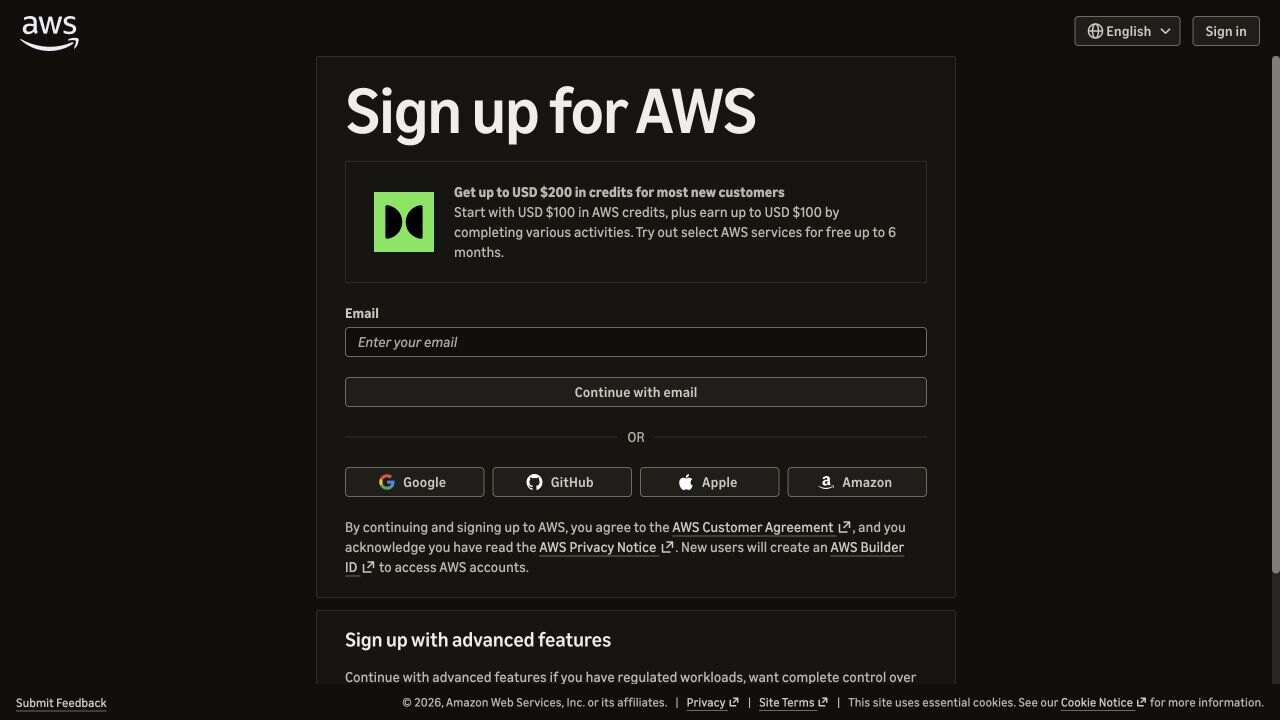 aws
English
Sign in
Sign up for AWS
Get up to USD $200 in credits for most new customers
Start with USD $100 in AWS credits, plus earn up to USD $100 by
completing various activities. Try out select AWS services for free up to 6
months.
Email
Enter your email
Continue with email
OR
Google
GitHub
Apple
Amazon
By continuing and signing up to AWS, you agree to the AWS Customer Agreement, and you
acknowledge you have read the AWS Privacy Notice. New users will create an AWS Builder
ID to access AWS accounts.
Sign up with advanced features
Continue with advanced features if you have regulated workloads, want complete control over
Submit Feedback
© 2026, Amazon Web Services, Inc. or its affiliates. | Privacy | Site Terms | This site uses essential cookies. See our Cookie Notice for more information.